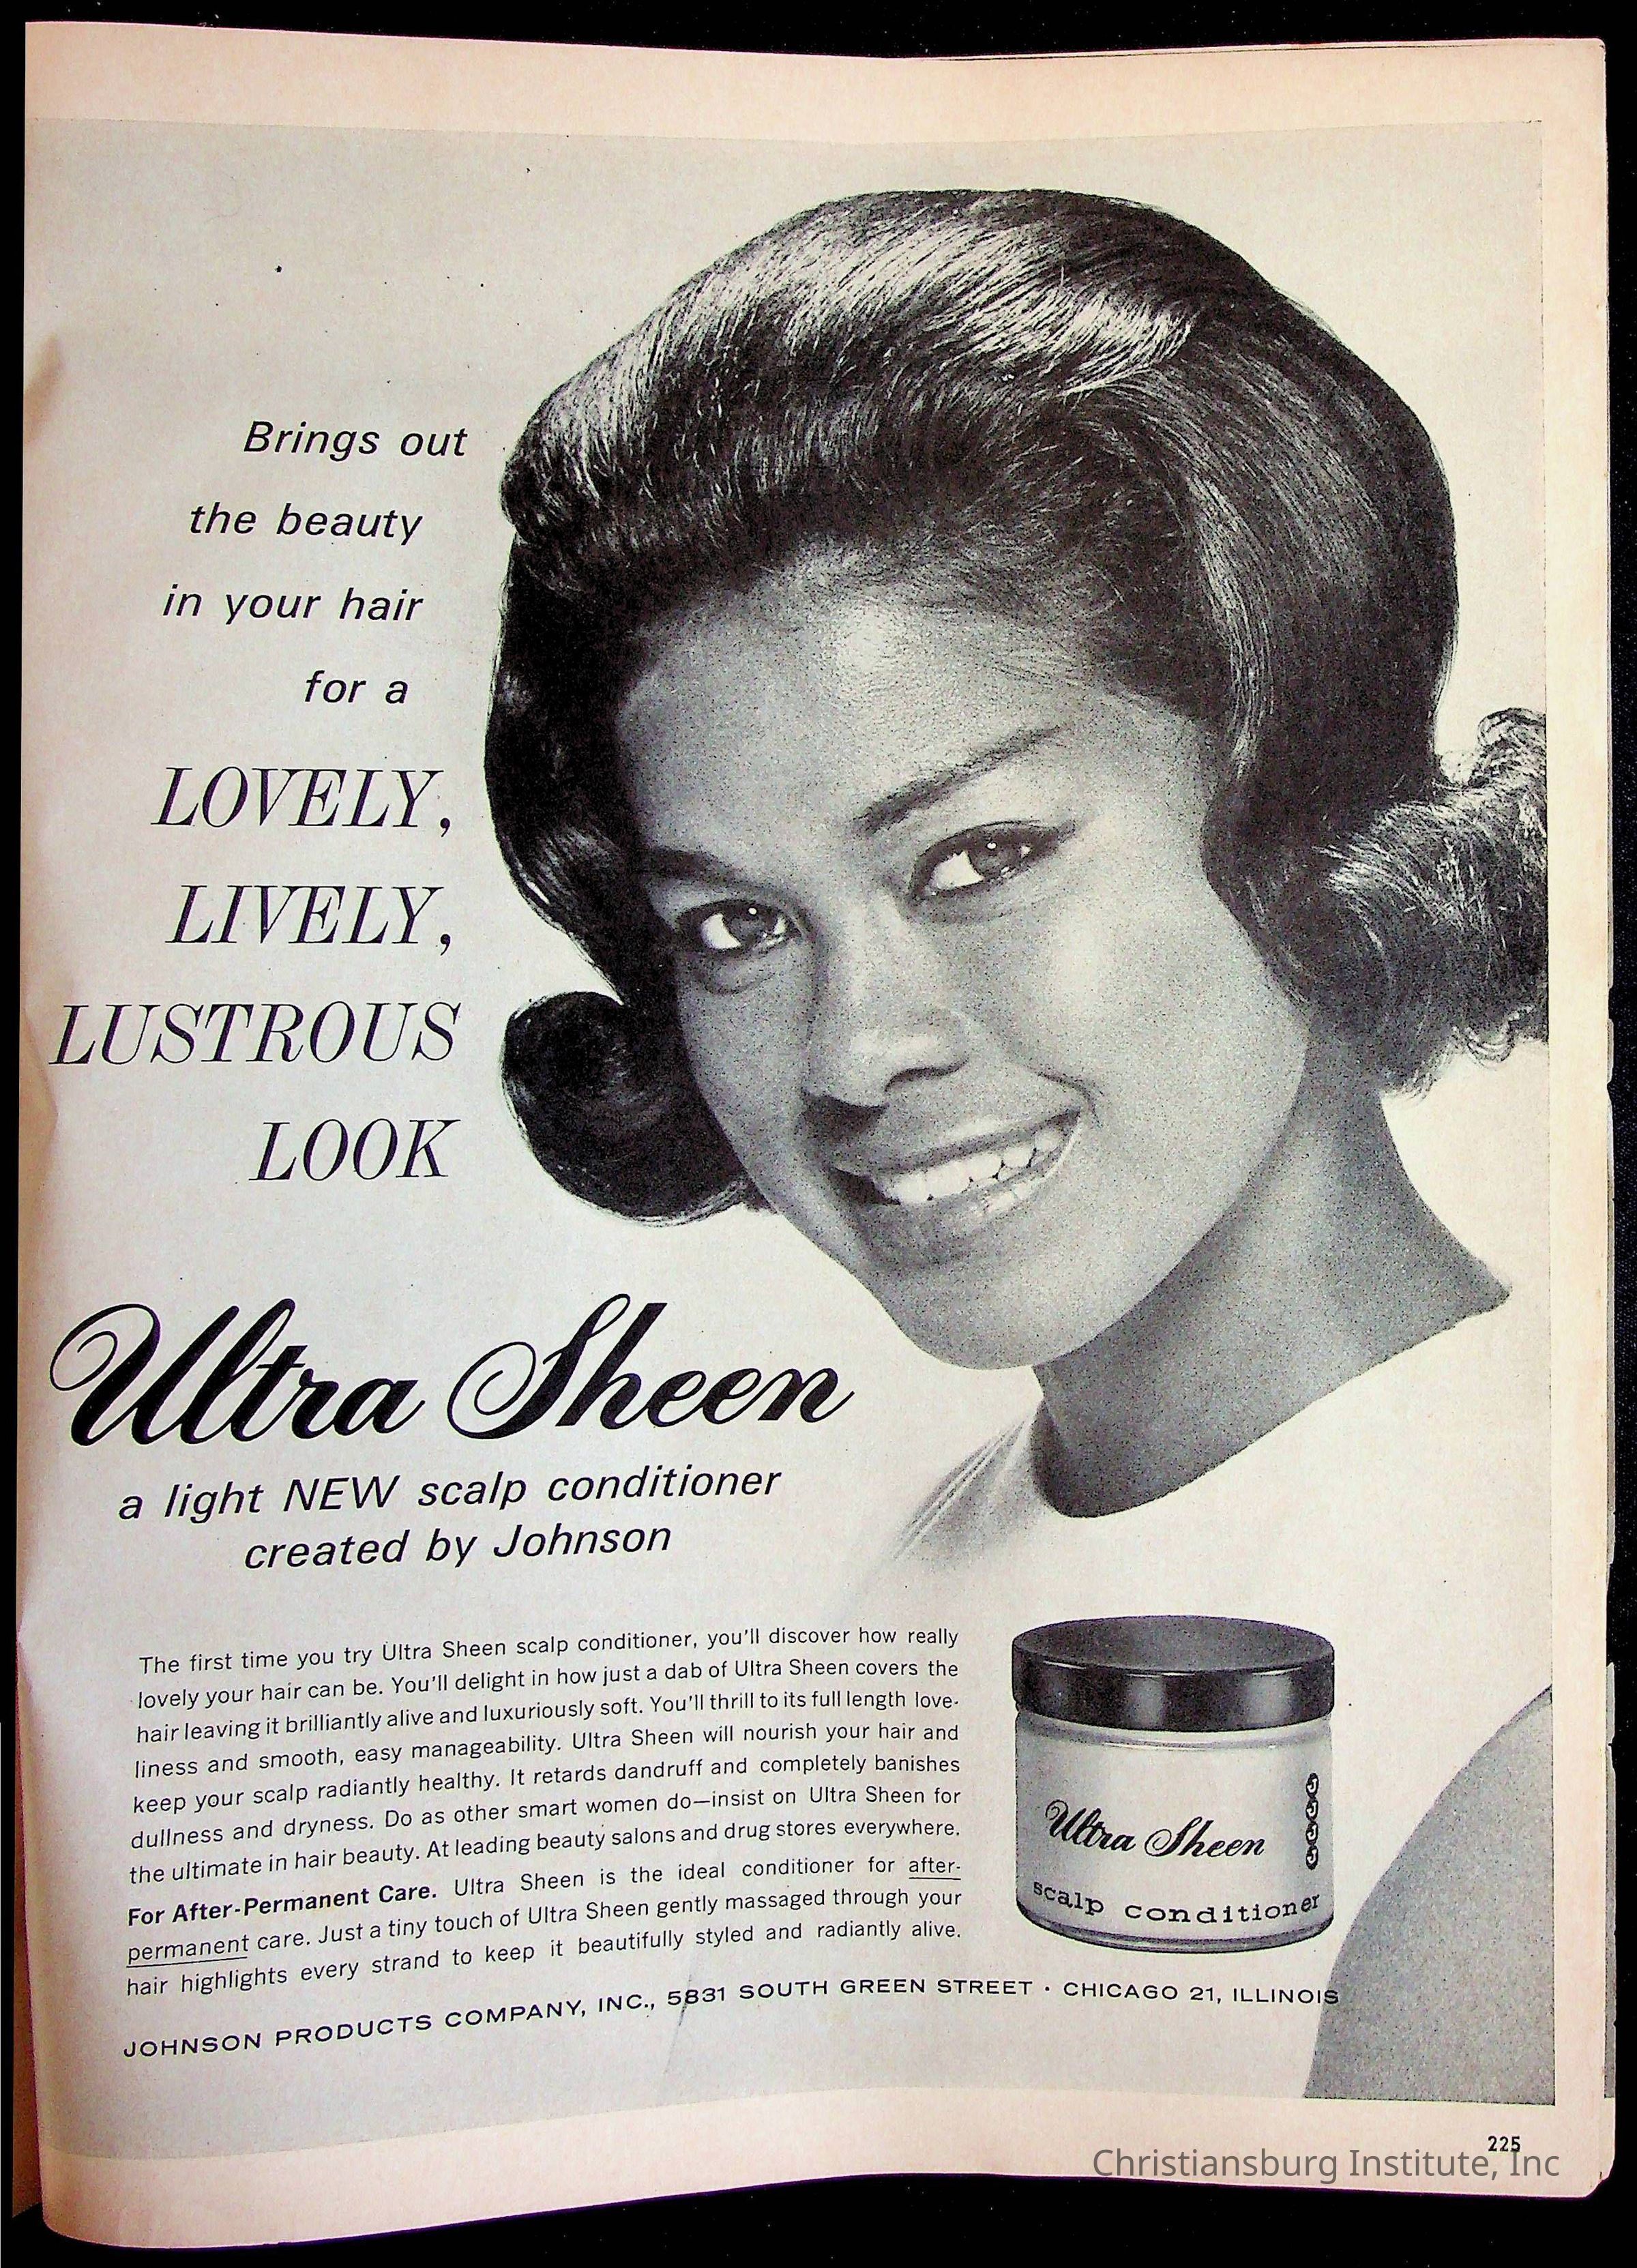 Brings out
the beauty
in your hair
for a
LOVELY,
LIVELY,
LUSTROUS
LOOK
Ultra Sheen
a light NEW scalp conditioner
created by Johnson
The first time you try Ultra Sheen scalp conditioner, you'll discover how really
lovely your hair can be. You'll delight in how just a dab of Ultra Sheen covers the
hair leaving it brilliantly alive and luxuriously soft. You'll thrill to its full length love-
liness and smooth, easy manageability. Ultra Sheen will nourish your hair and
keep your scalp radiantly healthy. It retards dandruff and completely banishes
dullness and dryness. Do as other smart women do—insist on Ultra Sheen for
the ultimate in hair beauty. At leading beauty salons and drug stores everywhere.
For After-Permanent Care. Ultra Sheen is the ideal conditioner for after-
permanent care. Just a tiny touch of Ultra Sheen gently massaged through your
hair highlights every strand to keep it beautifully styled and radiantly alive.
Ultra Sheen
scalp conditioner
JOHNSON PRODUCTS COMPANY, INC., 5831 SOUTH GREEN STREET • CHICAGO 21, ILLINOIS
225
Christiansburg Institute, Inc